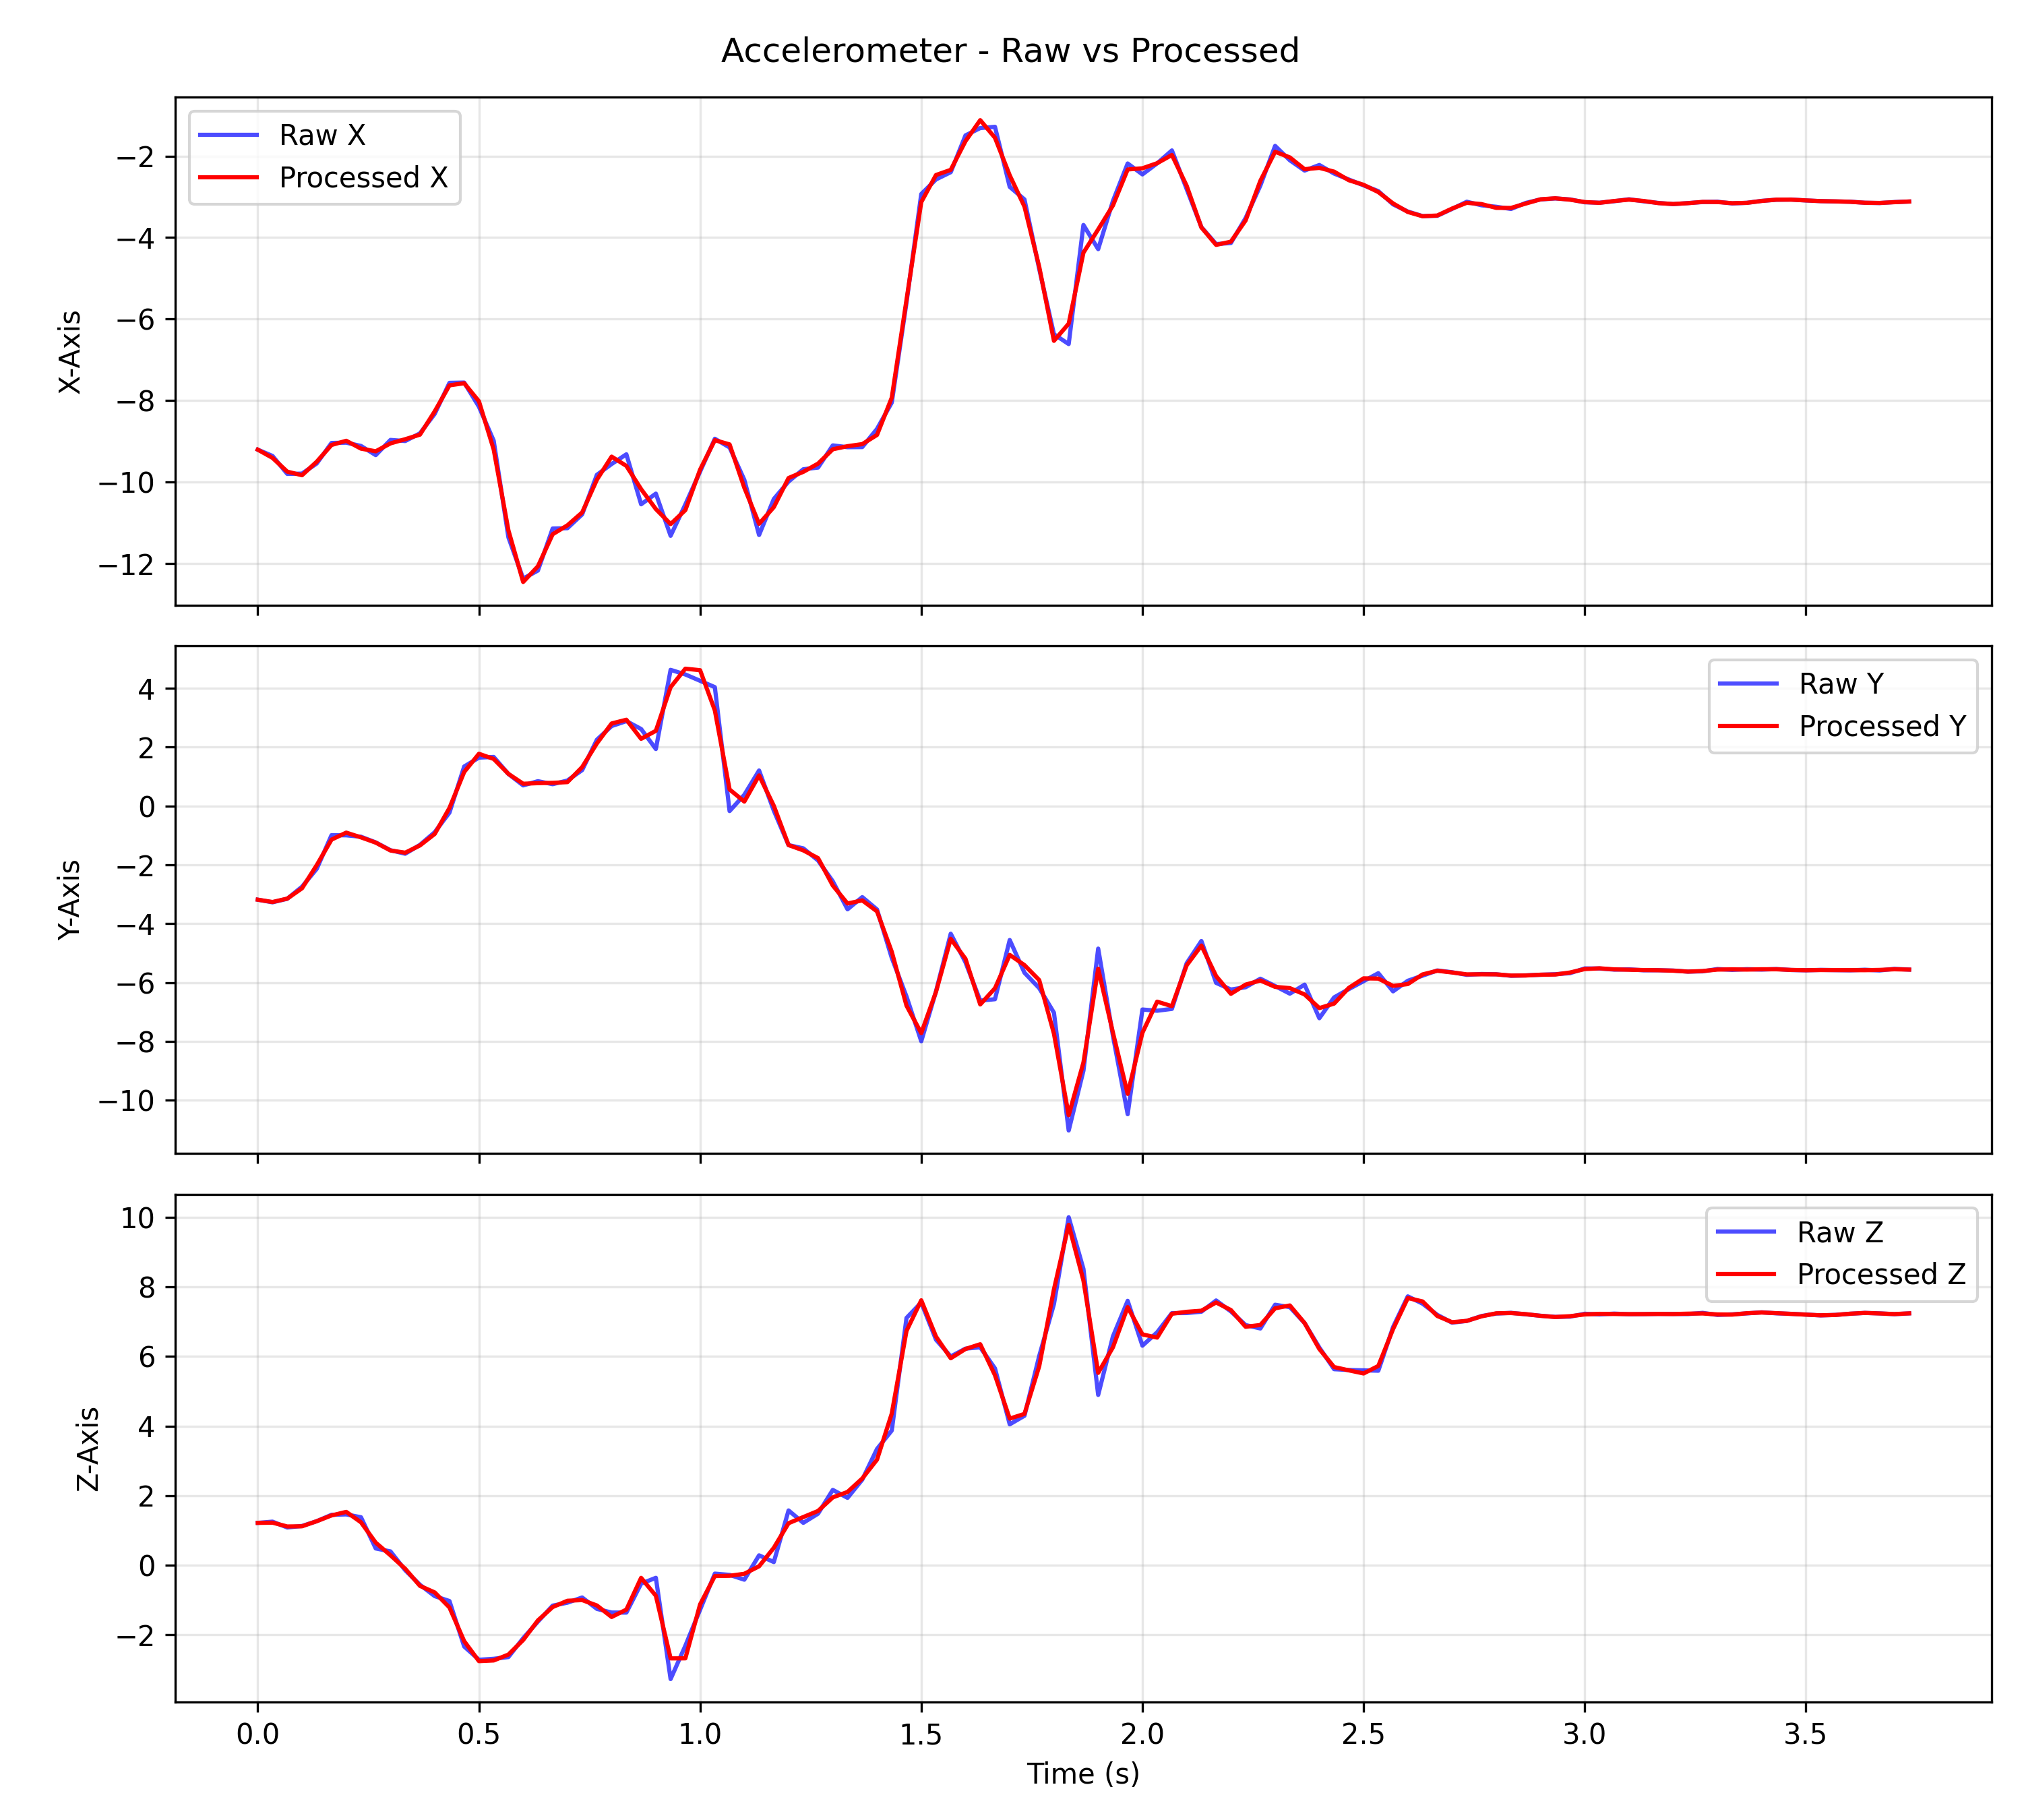 Accelerometer - Raw vs Processed
Raw X
Processed X
−2
−4
−6
−8
−10
−12
X-Axis
Raw Y
Processed Y
4
2
0
−2
−4
−6
−8
−10
Y-Axis
Raw Z
Processed Z
10
8
6
4
2
0
−2
Z-Axis
0.0 0.5 1.0 1.5 2.0 2.5 3.0 3.5
Time (s)